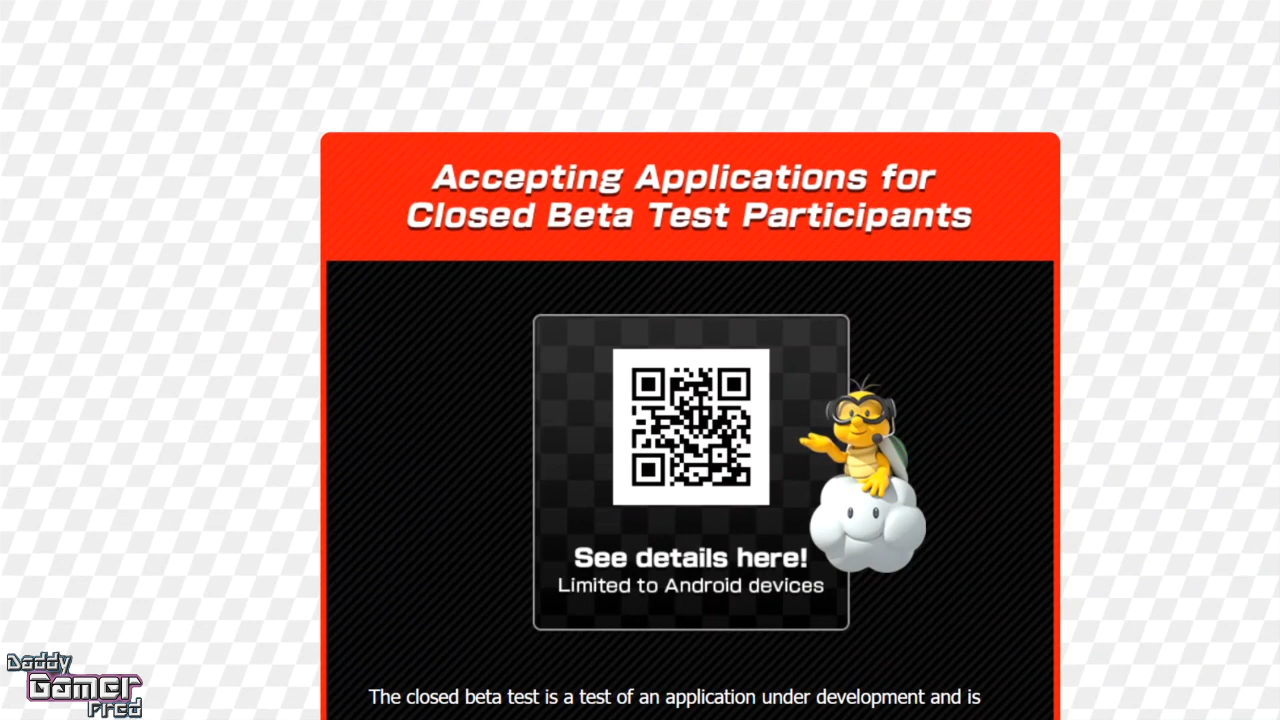 Accepting Applications for
Closed Beta Test Participants
See details here!
Limited to Android devices
The closed beta test is a test of an application under development and is
Daddy
Gamer
Fred